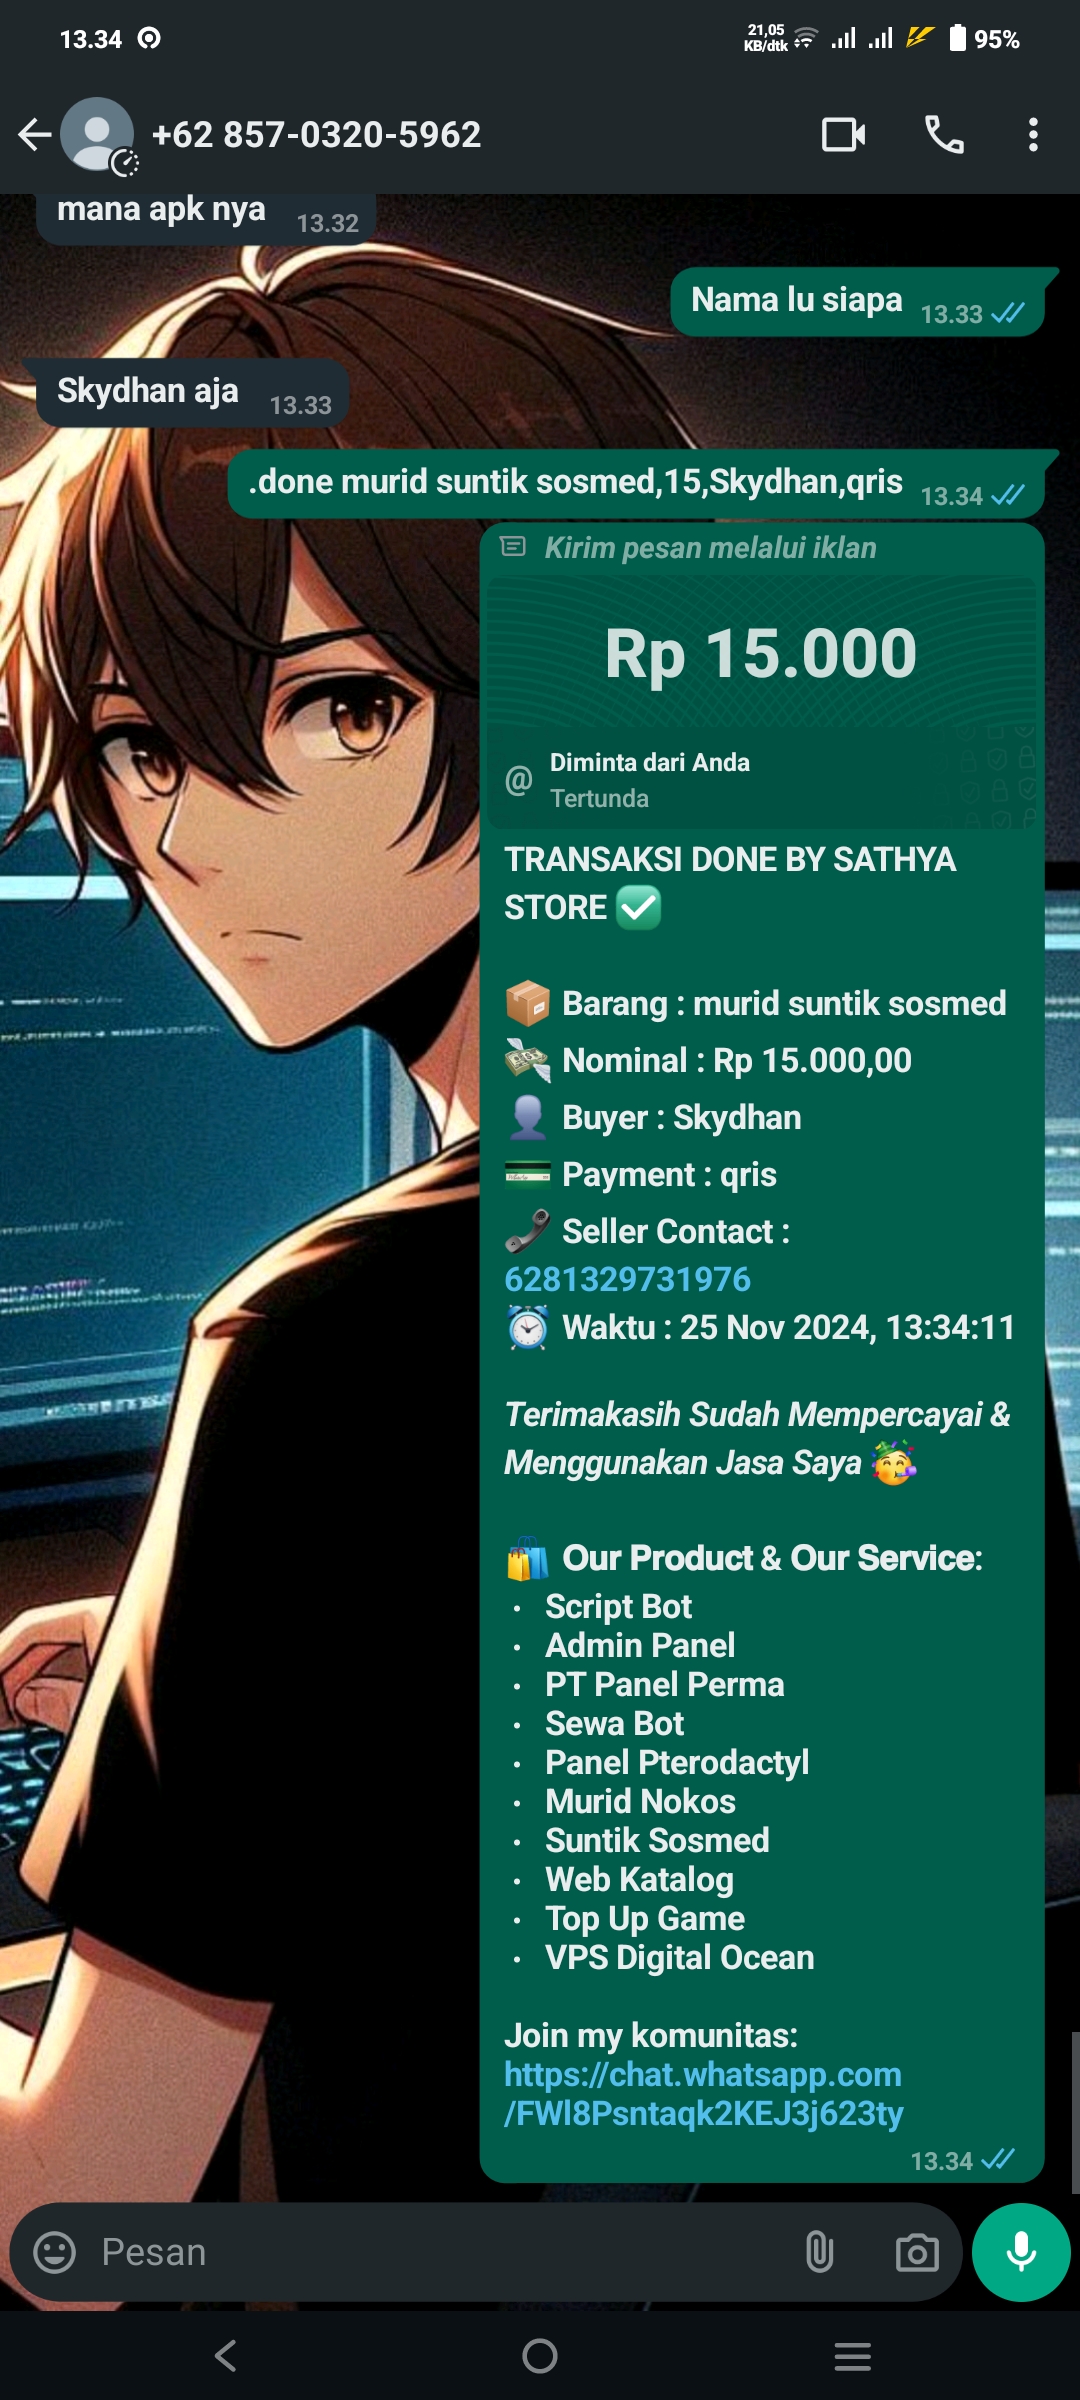 13.34
21,05
KB/dtk
95%
+62 857-0320-5962
mana apk nya 13.32
Nama lu siapa 13.33
Skydhan aja 13.33
.done murid suntik sosmed,15,Skydhan,qris 13.34
Kirim pesan melalui iklan
Rp 15.000
@ Diminta dari Anda
Tertunda
TRANSAKSI DONE BY SATHYA
STORE ✅
📦 Barang : murid suntik sosmed
💸 Nominal : Rp 15.000,00
👤 Buyer : Skydhan
💳 Payment : qris
📞 Seller Contact :
6281329731976
⏰ Waktu : 25 Nov 2024, 13:34:11
Terimakasih Sudah Mempercayai &
Menggunakan Jasa Saya 🥳
🛍️ Our Product & Our Service:
• Script Bot
• Admin Panel
• PT Panel Perma
• Sewa Bot
• Panel Pterodactyl
• Murid Nokos
• Suntik Sosmed
• Web Katalog
• Top Up Game
• VPS Digital Ocean
Join my komunitas:
https://chat.whatsapp.com
/FWl8Psntaqk2KEJ3j623ty
13.34
Pesan